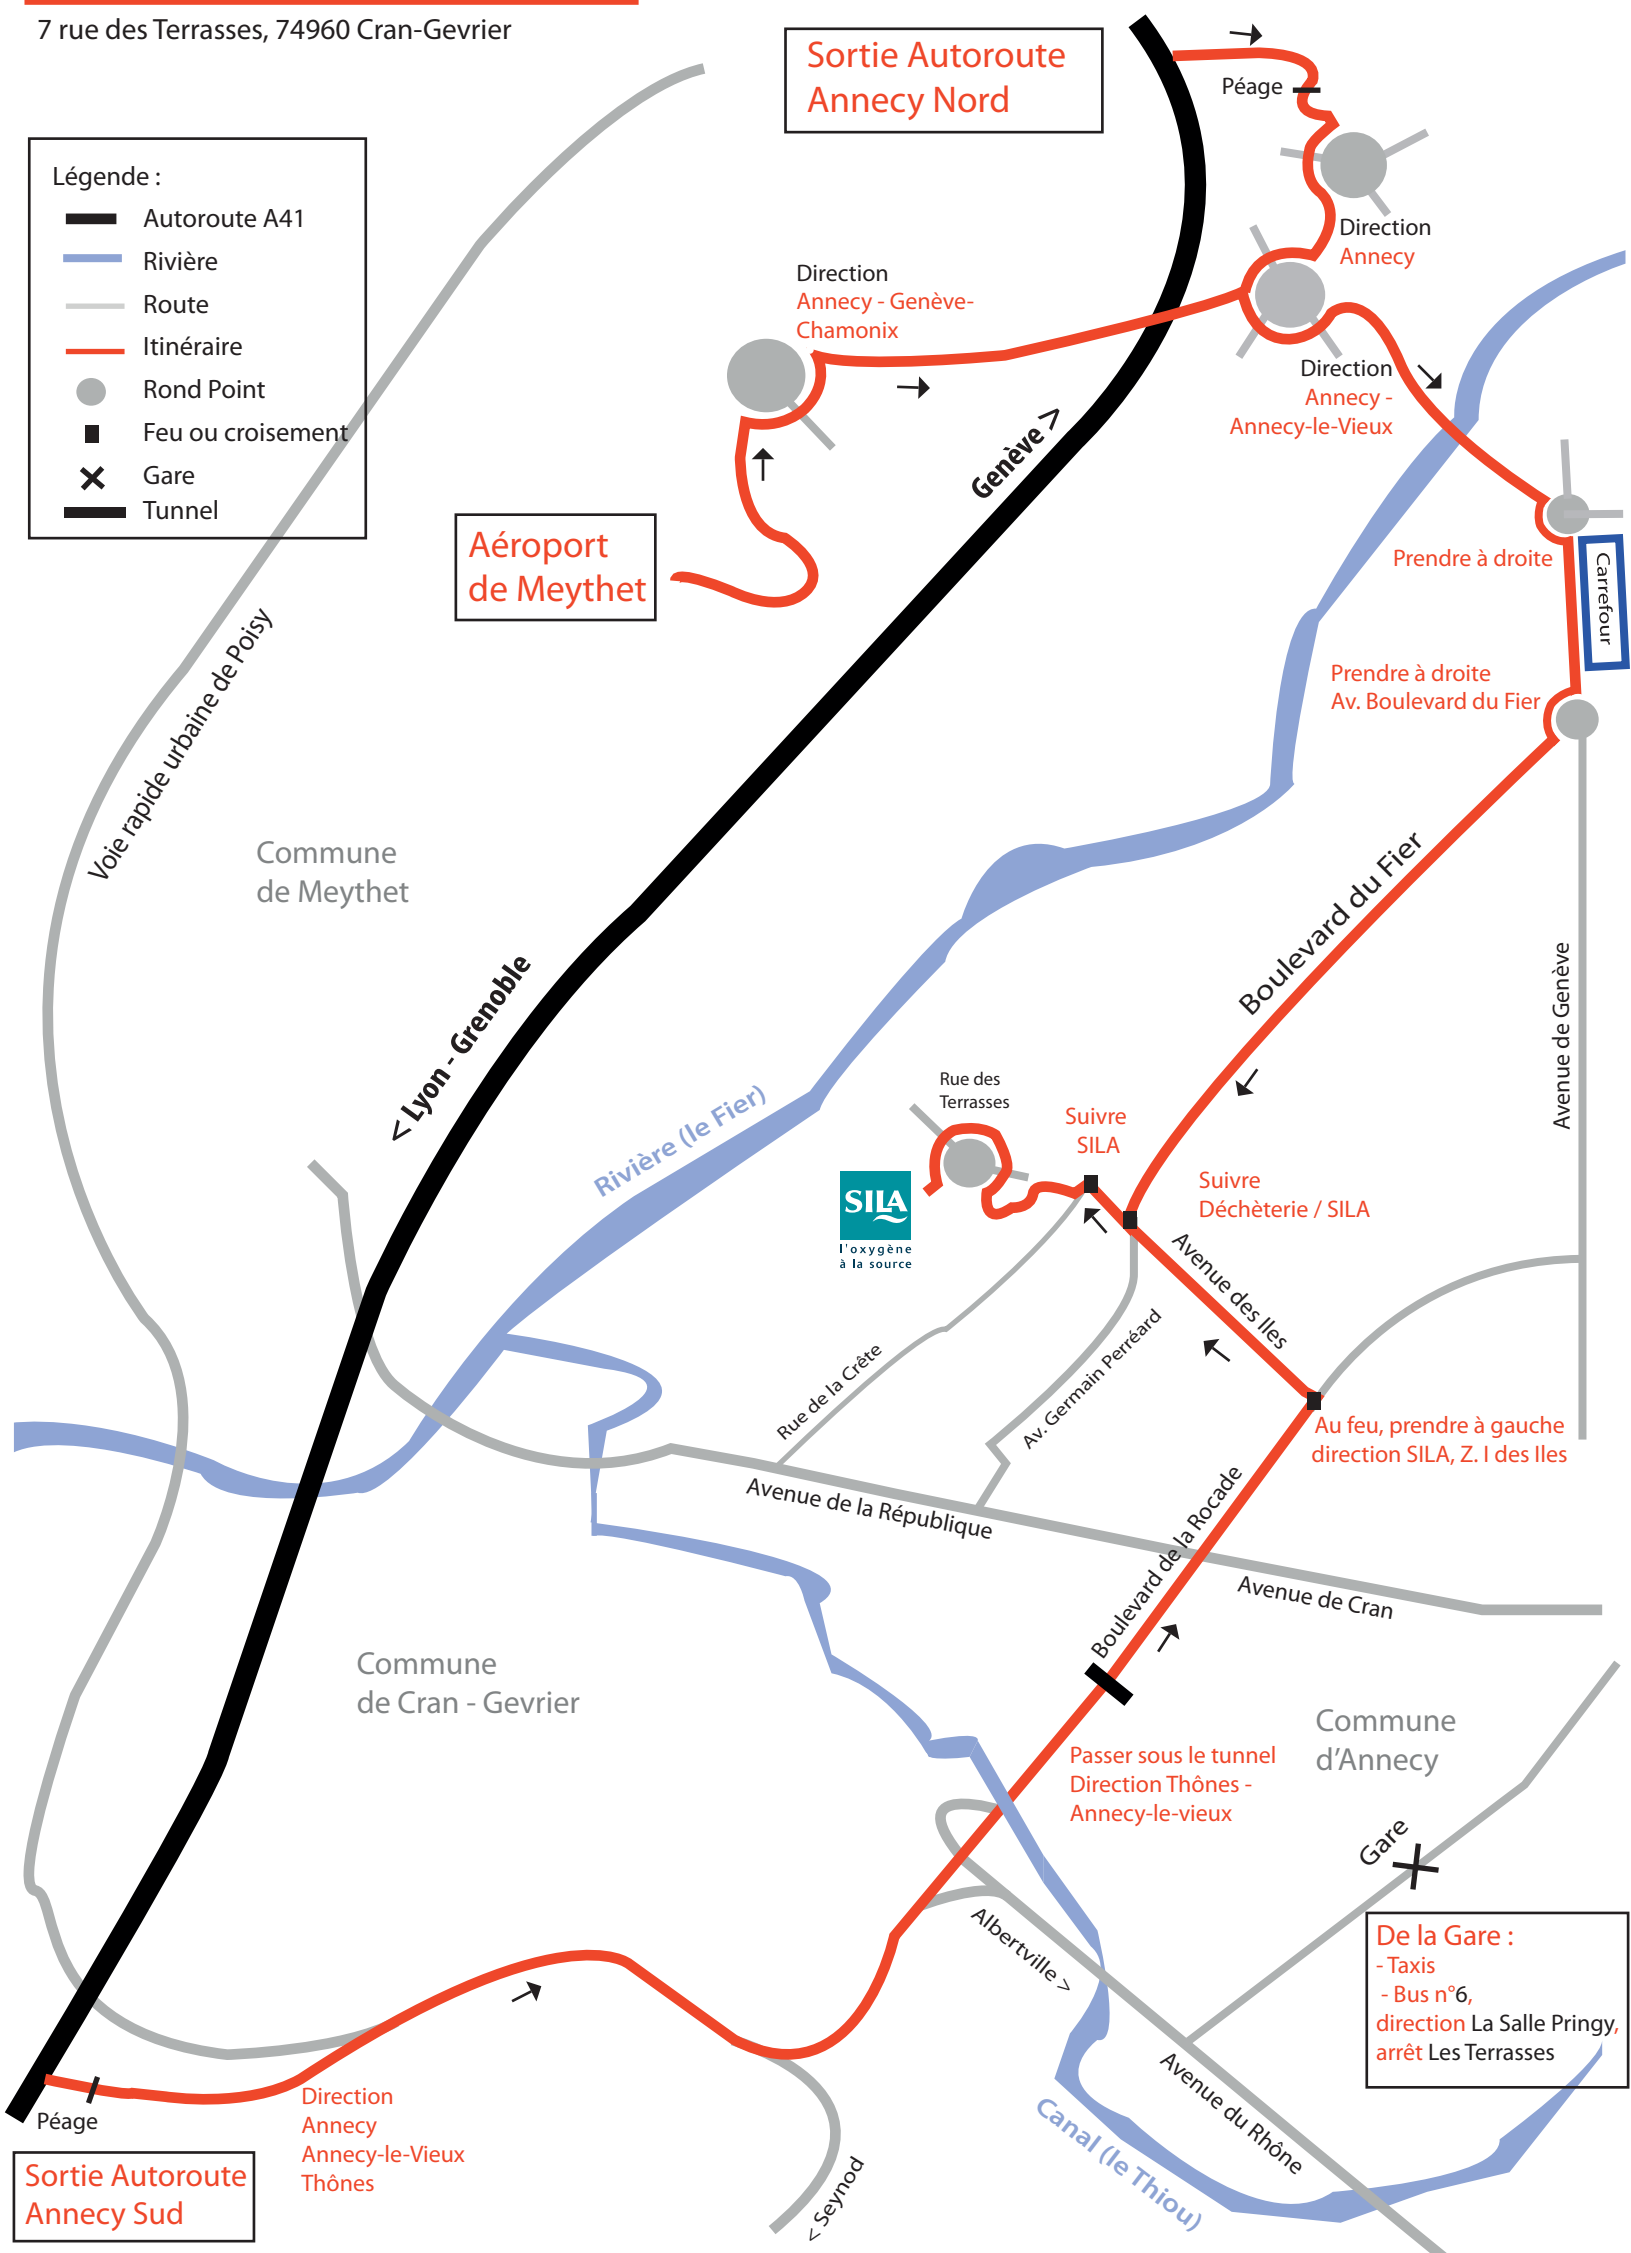 7 rue des Terrasses, 74960 Cran-Gevrier
Sortie Autoroute
Annecy Nord
Péage
Légende :
Autoroute A41
Rivière
Route
Itinéraire
Rond Point
Feu ou croisement
Gare
Tunnel
Direction
Annecy
Direction
Annecy - Genève-
Chamonix
Direction
Annecy -
Annecy-le-Vieux
Genève >
Aéroport
de Meythet
Prendre à droite
Carrefour
Prendre à droite
Av. Boulevard du Fier
Voie rapide urbaine de Poisy
Commune
de Meythet
Boulevard du Fier
Avenue de Genève
< Lyon - Grenoble
Rivière (le Fier)
Rue des
Terrasses
Suivre
SILA
SILA
l'oxygène
à la source
Suivre
Déchèterie / SILA
Avenue des Iles
Rue de la Crête
Av. Germain Perréard
Au feu, prendre à gauche
direction SILA, Z. I des Iles
Avenue de la République
Boulevard de la Rocade
Avenue de Cran
Commune
de Cran - Gevrier
Commune
d'Annecy
Passer sous le tunnel
Direction Thônes -
Annecy-le-vieux
Gare
Albertville >
De la Gare :
- Taxis
- Bus n°6,
direction La Salle Pringy,
arrêt Les Terrasses
Avenue du Rhône
Canal (le Thiou)
Péage
Direction
Annecy
Annecy-le-Vieux
Thônes
Sortie Autoroute
Annecy Sud
< Seynod